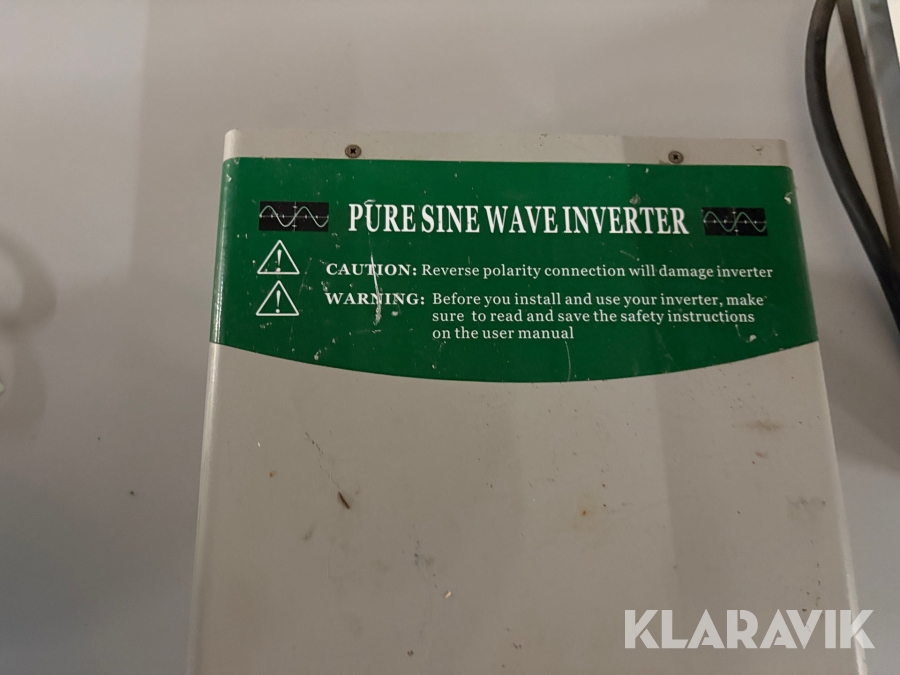 PURE SINE WAVE INVERTER
CAUTION: Reverse polarity connection will damage inverter
WARNING: Before you install and use your inverter, make
sure to read and save the safety instructions
on the user manual
KLARAVIK